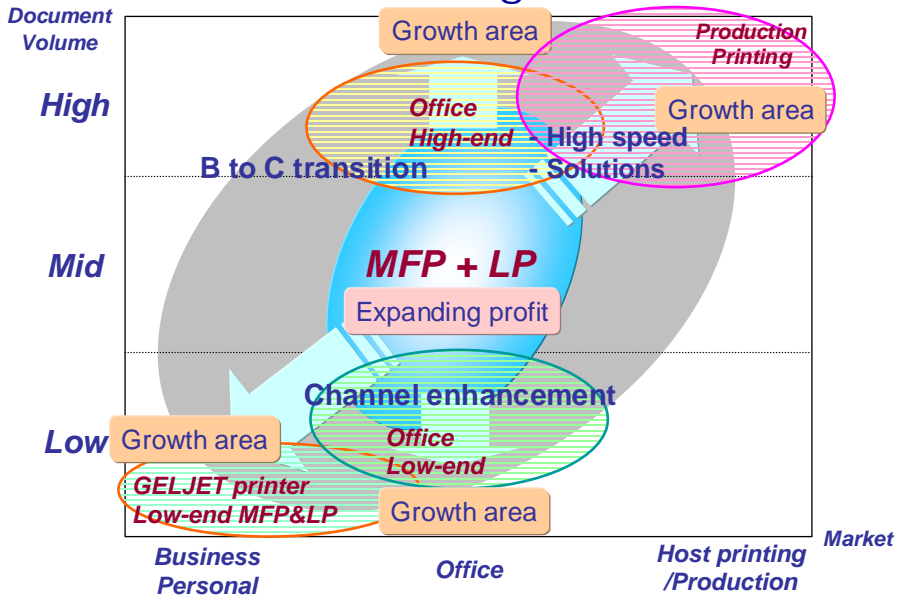 Document
Volume
Growth area
Production
Printing
High
Office
High-end
- High speed
- Solutions
Growth area
B to C transition
Mid
MFP + LP
Expanding profit
Channel enhancement
Low
Growth area
Office
Low-end
GELJET printer
Low-end MFP&LP
Growth area
Market
Business
Personal
Office
Host printing
/Production